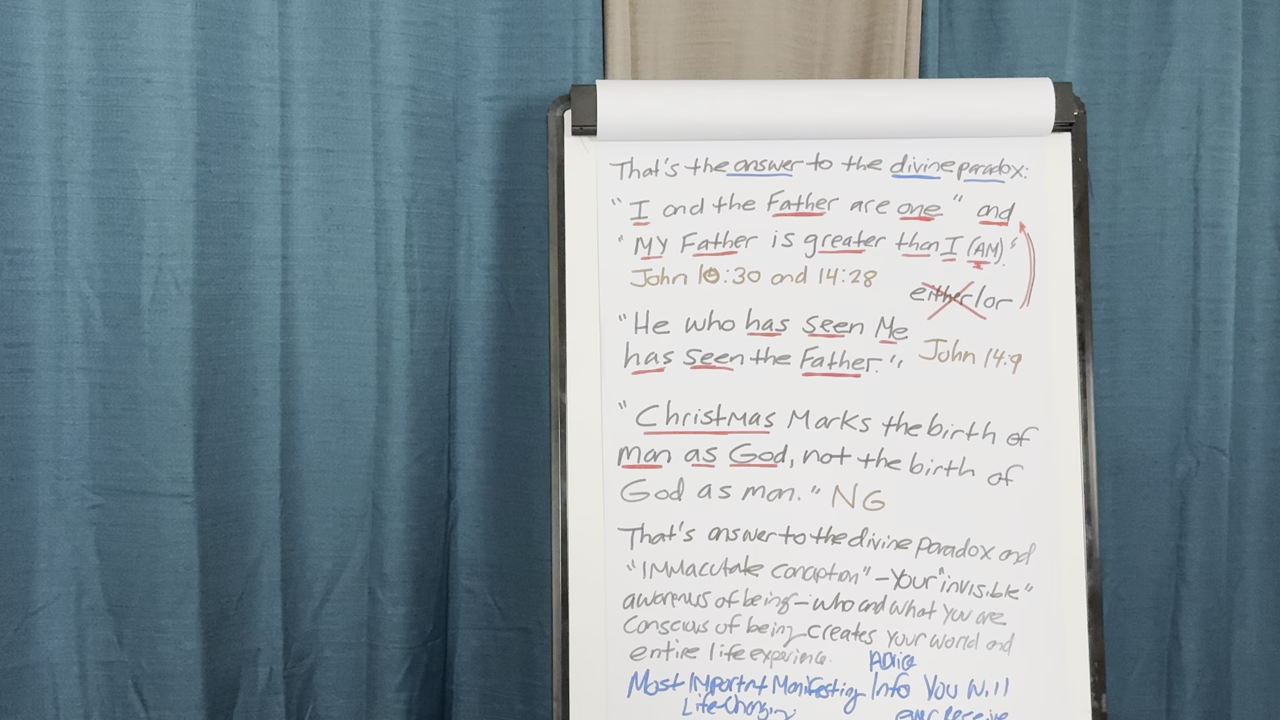 That's the answer to the divine paradox:
"I and the Father are one" and
"MY Father is greater than I (AM)."
John 10:30 and 14:28
either/or
"He who has seen Me
has seen the Father."
John 14:9
"Christmas Marks the birth of
man as God, not the birth of
God as man." NG
That's answer to the divine paradox and
"IMMaculate conception" - Your "invisible"
awareness of being - who and what you are
conscious of being creates your world and
entire life experience.
Advice
Most Important Manifesting Info You Will
Life-Changing ever receive